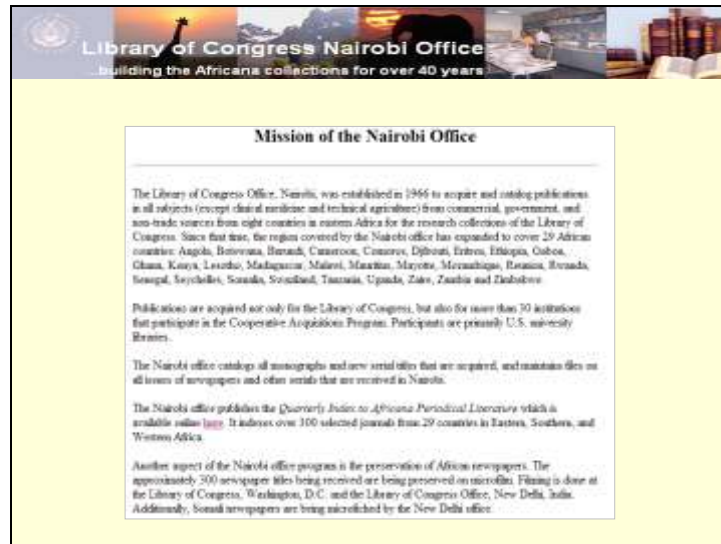 Library of Congress Nairobi Office
...building the Africana collections for over 40 years
Mission of the Nairobi Office
The Library of Congress Office, Nairobi, was established in 1966 to acquire and catalog publications
in all subjects (except clinical medicine and technical agriculture) from commercial, government, and
non-trade sources from eight countries in eastern Africa for the research collections of the Library of
Congress. Since that time, the region covered by the Nairobi office has expanded to cover 29 African
countries: Angola, Botswana, Burundi, Cameroon, Comoros, Djibouti, Eritrea, Ethiopia, Gabon,
Ghana, Kenya, Lesotho, Madagascar, Malawi, Mauritius, Mayotte, Mozambique, Reunion, Rwanda,
Senegal, Seychelles, Somalia, Swaziland, Tanzania, Uganda, Zaire, Zambia and Zimbabwe.
Publications are acquired not only for the Library of Congress, but also for more than 30 institutions
that participate in the Cooperative Acquisitions Program. Participants are primarily U.S. university
libraries.
The Nairobi office catalogs all monographs and new serial titles that are acquired, and maintains files on
all issues of newspapers and other serials that are received in Nairobi.
The Nairobi office publishes the Quarterly Index to Africana Periodical Literature which is
available online here. It indexes over 300 selected journals from 29 countries in Eastern, Southern, and
Western Africa.
Another aspect of the Nairobi office program is the preservation of African newspapers. The
approximately 300 newspaper titles being received are being preserved on microfilm. Filming is done at
the Library of Congress, Washington, D.C. and the Library of Congress Office, New Delhi, India.
Additionally, Somali newspapers are being microfiched by the New Delhi office.